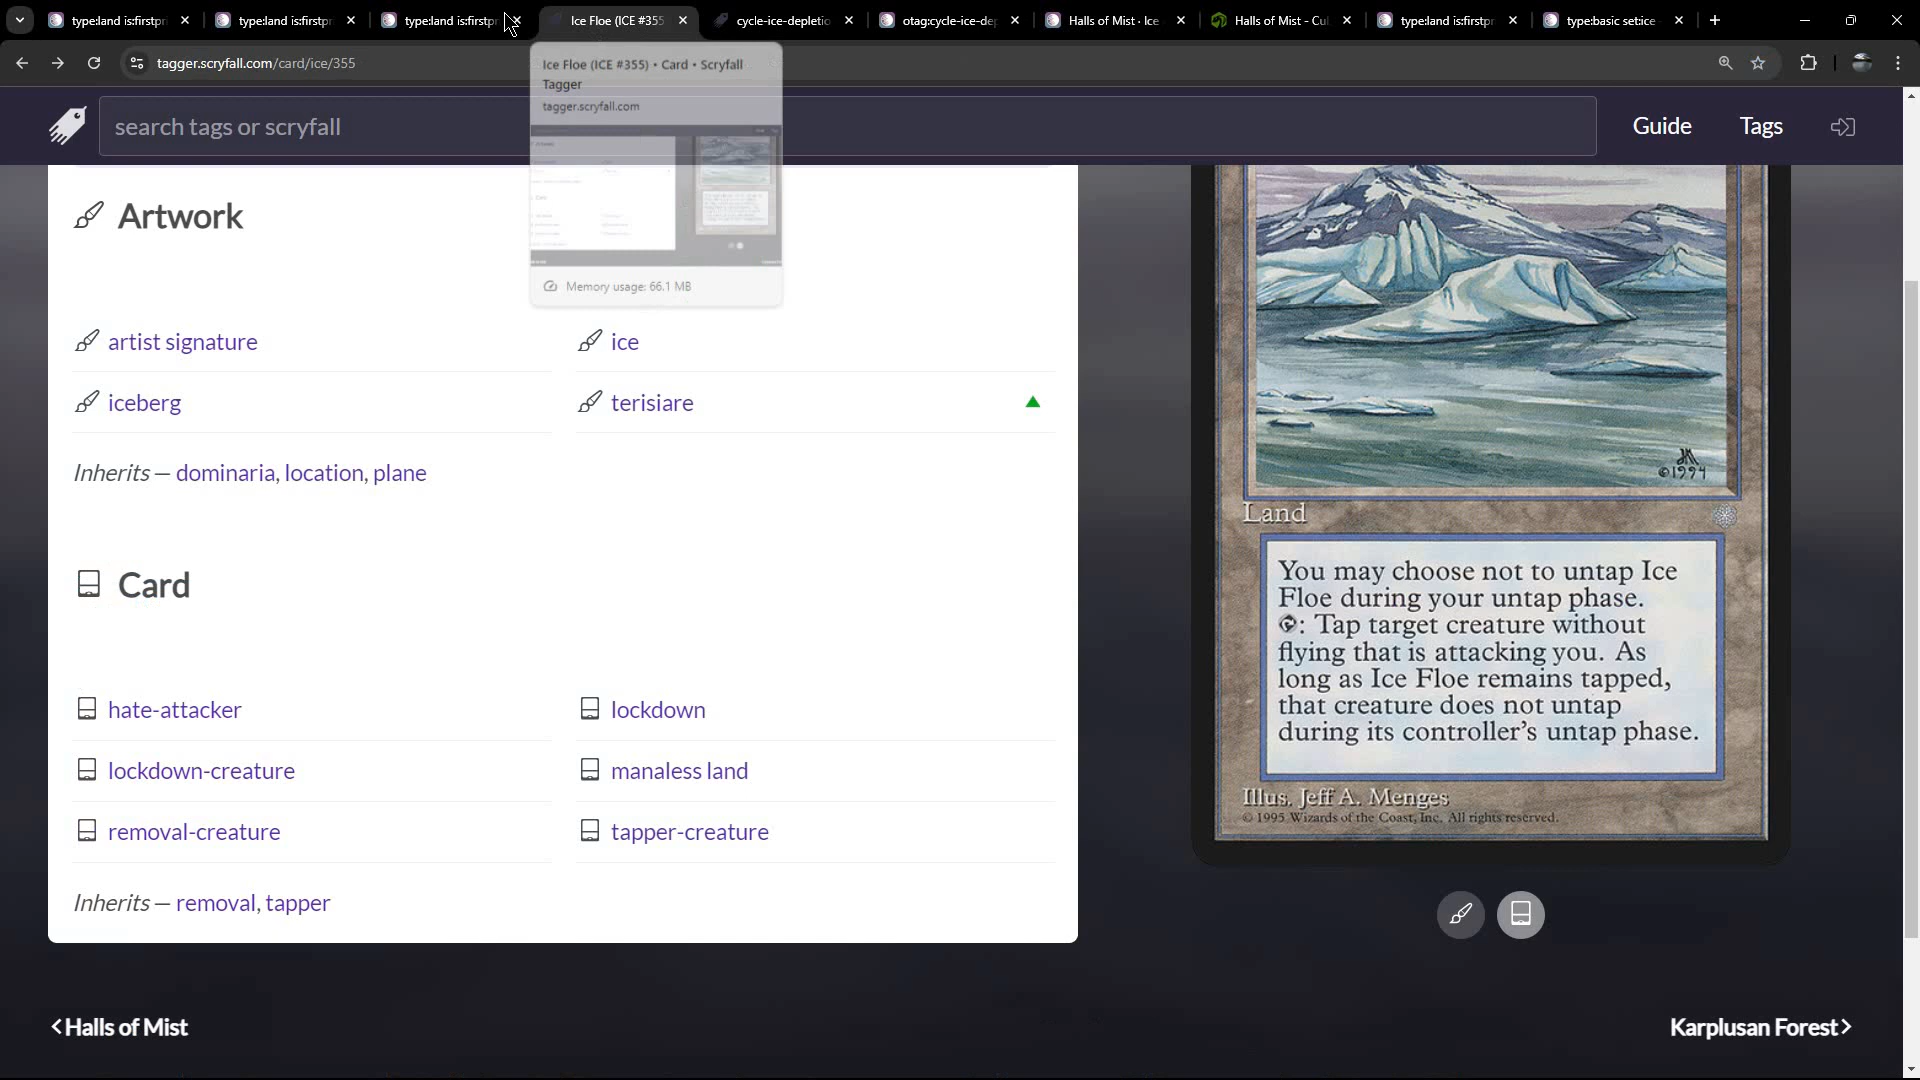 type:land is:firstpri
type:land is:firstpr
type:land is:firstpr
Ice Floe (ICE #355
cycle-ice-depletio
otag:cycle-ice-dep
Halls of Mist · Ice
Halls of Mist - Cu
type:land is:firstpr
type:basic set:ice
tagger.scryfall.com/card/ice/355
Ice Floe (ICE #355) • Card • Scryfall
Tagger
tagger.scryfall.com
Memory usage: 66.1 MB
search tags or scryfall
Guide
Tags
Artwork
artist signature
ice
iceberg
terisiare
Inherits — dominaria, location, plane
Card
hate-attacker
lockdown
lockdown-creature
manaless land
removal-creature
tapper-creature
Inherits — removal, tapper
©1994
Land
You may choose not to untap Ice
Floe during your untap phase.
: Tap target creature without
flying that is attacking you. As
long as Ice Floe remains tapped,
that creature does not untap
during its controller's untap phase.
Illus. Jeff A. Menges
© 1995 Wizards of the Coast, Inc. All rights reserved.
<Halls of Mist
Karplusan Forest>